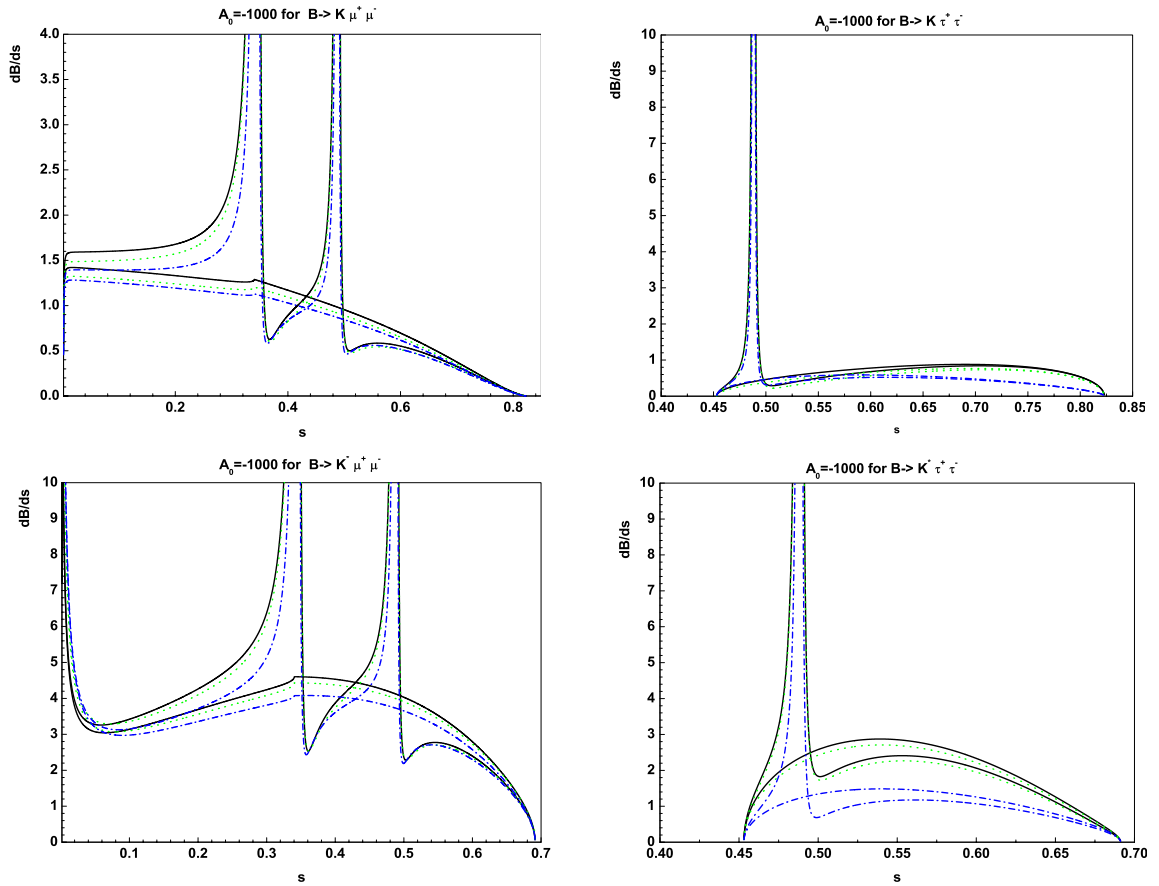 A₀=-1000 for B-> K μ⁺ μ⁻
dB/ds
4.0
3.5
3.0
2.5
2.0
1.5
1.0
0.5
0.0
0.2 0.4 0.6 0.8
s
A₀=-1000 for B-> K τ⁺ τ⁻
dB/ds
10
9
8
7
6
5
4
3
2
1
0
0.40 0.45 0.50 0.55 0.60 0.65 0.70 0.75 0.80 0.85
s
A₀=-1000 for B-> K* μ⁺ μ⁻
dB/ds
10
9
8
7
6
5
4
3
2
1
0
0.1 0.2 0.3 0.4 0.5 0.6 0.7
s
A₀=-1000 for B-> K* τ⁺ τ⁻
dB/ds
10
9
8
7
6
5
4
3
2
1
0
0.40 0.45 0.50 0.55 0.60 0.65 0.70
s